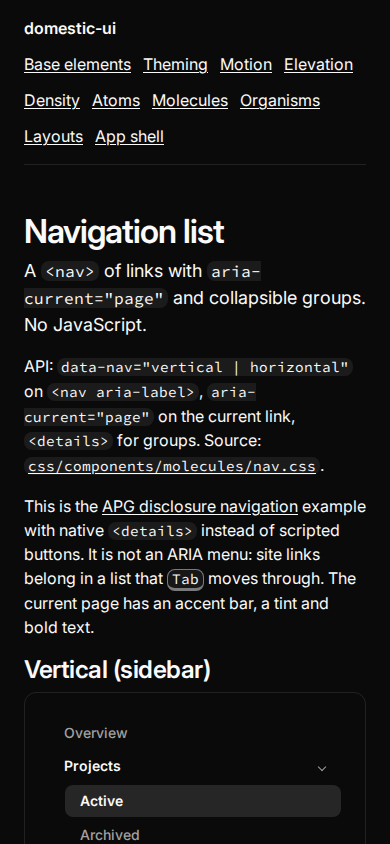 domestic-ui
Base elements Theming Motion Elevation
Density Atoms Molecules Organisms
Layouts App shell
Navigation list
A <nav> of links with aria-
current="page" and collapsible groups.
No JavaScript.
API: data-nav="vertical | horizontal"
on <nav aria-label>, aria-
current="page" on the current link,
<details> for groups. Source:
css/components/molecules/nav.css.
This is the APG disclosure navigation example
with native <details> instead of scripted
buttons. It is not an ARIA menu: site links
belong in a list that Tab moves through. The
current page has an accent bar, a tint and
bold text.
Vertical (sidebar)
Overview
Projects
Active
Archived